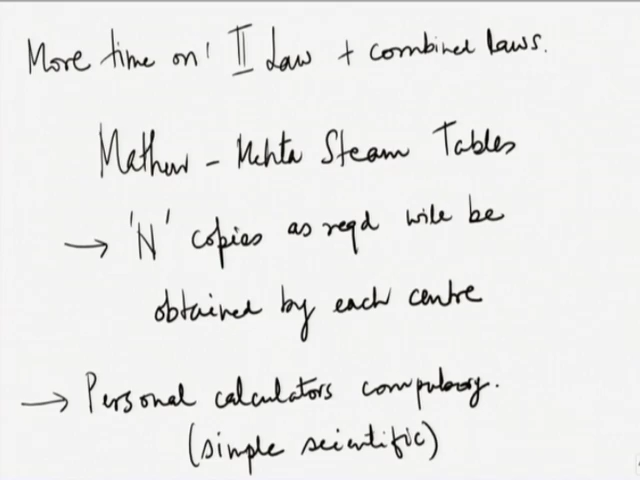 More time on' II Law + combined laws.
Mathur - Mehta Steam Tables
→ 'N' copies as reqd will be
obtained by each centre
→ Personal calculators compulsory.
(simple scientific)